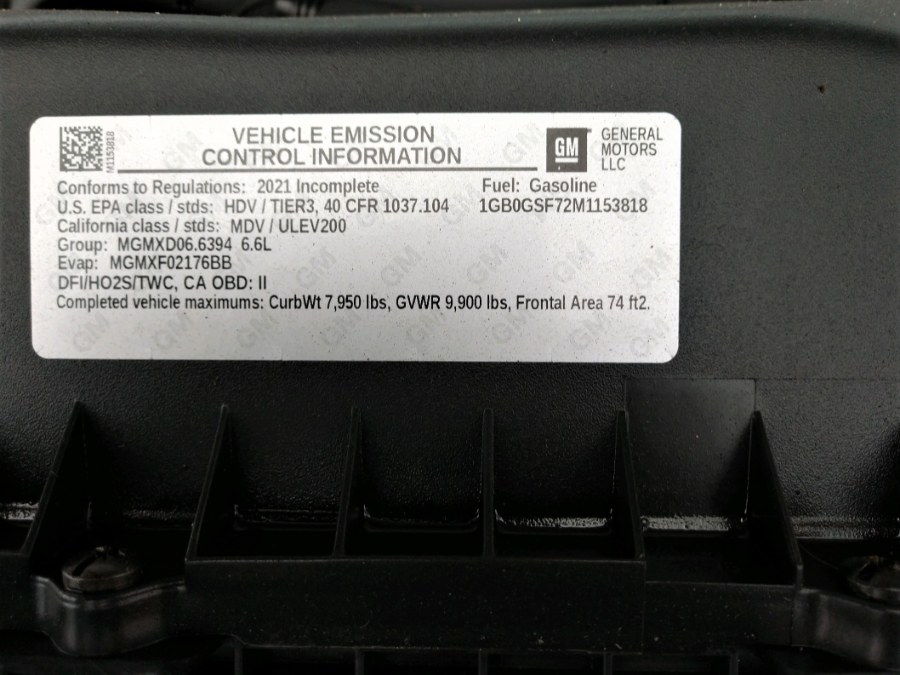 M1153818
VEHICLE EMISSION
CONTROL INFORMATION
GM
GENERAL
MOTORS
LLC
Conforms to Regulations: 2021 Incomplete
Fuel: Gasoline
U.S. EPA class / stds: HDV / TIER3, 40 CFR 1037.104
1GB0GSF72M1153818
California class / stds: MDV / ULEV200
Group: MGMXD06.6394 6.6L
Evap: MGMXF02176BB
DFI/HO2S/TWC, CA OBD: II
Completed vehicle maximums: CurbWt 7,950 lbs, GVWR 9,900 lbs, Frontal Area 74 ft2.